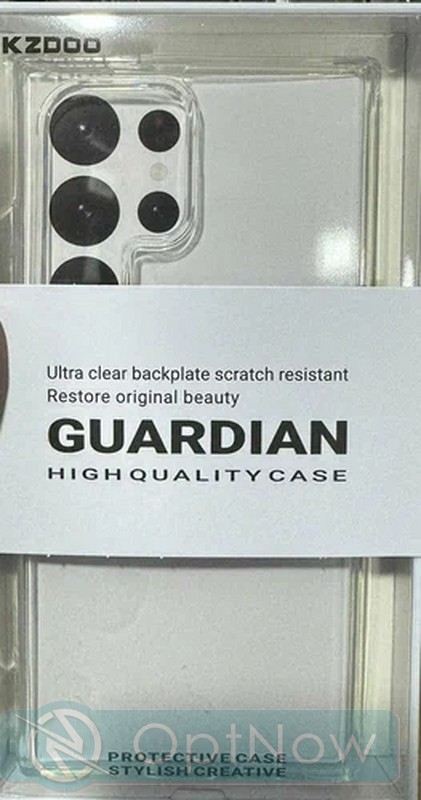 KZDOO
Ultra clear backplate scratch resistant
Restore original beauty
GUARDIAN
HIGH QUALITY CASE
OptNow
PROTECTIVE CASE
STYLISH CREATIVE